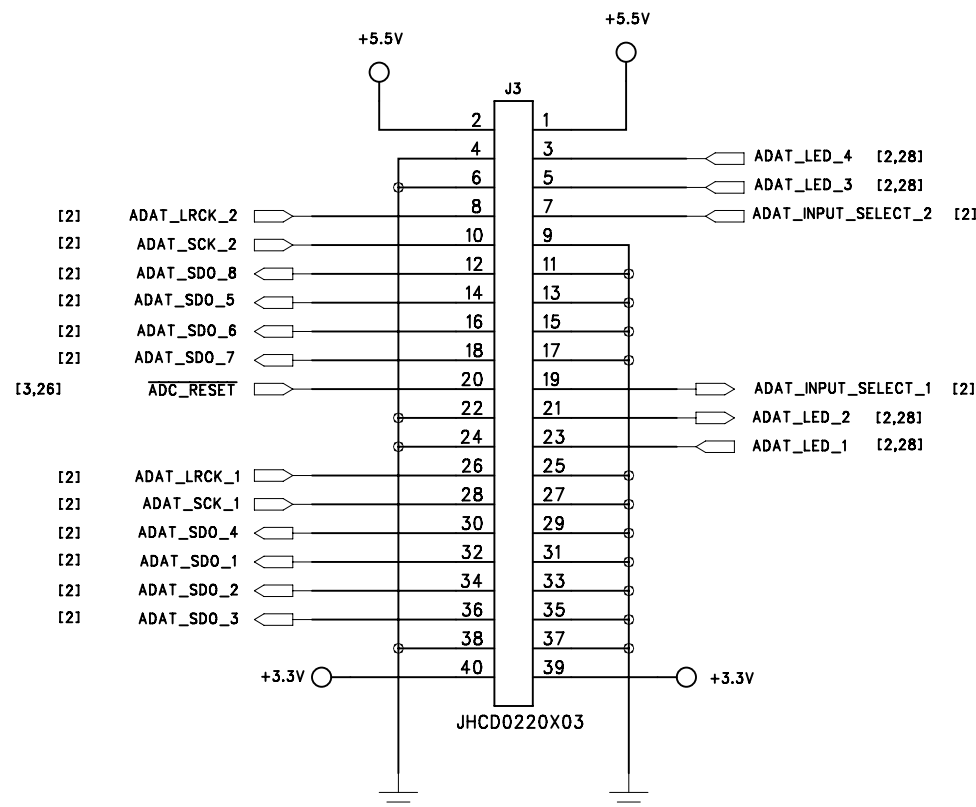 +5.5V +5.5V
J3
2 1
4 3 ADAT_LED_4 [2,28]
6 5 ADAT_LED_3 [2,28]
[2] ADAT_LRCK_2 8 7 ADAT_INPUT_SELECT_2 [2]
[2] ADAT_SCK_2 10 9
[2] ADAT_SDO_8 12 11
[2] ADAT_SDO_5 14 13
[2] ADAT_SDO_6 16 15
[2] ADAT_SDO_7 18 17
[3,26] ADC_RESET 20 19 ADAT_INPUT_SELECT_1 [2]
22 21 ADAT_LED_2 [2,28]
24 23 ADAT_LED_1 [2,28]
[2] ADAT_LRCK_1 26 25
[2] ADAT_SCK_1 28 27
[2] ADAT_SDO_4 30 29
[2] ADAT_SDO_1 32 31
[2] ADAT_SDO_2 34 33
[2] ADAT_SDO_3 36 35
38 37
+3.3V 40 39 +3.3V
JHCD0220X03